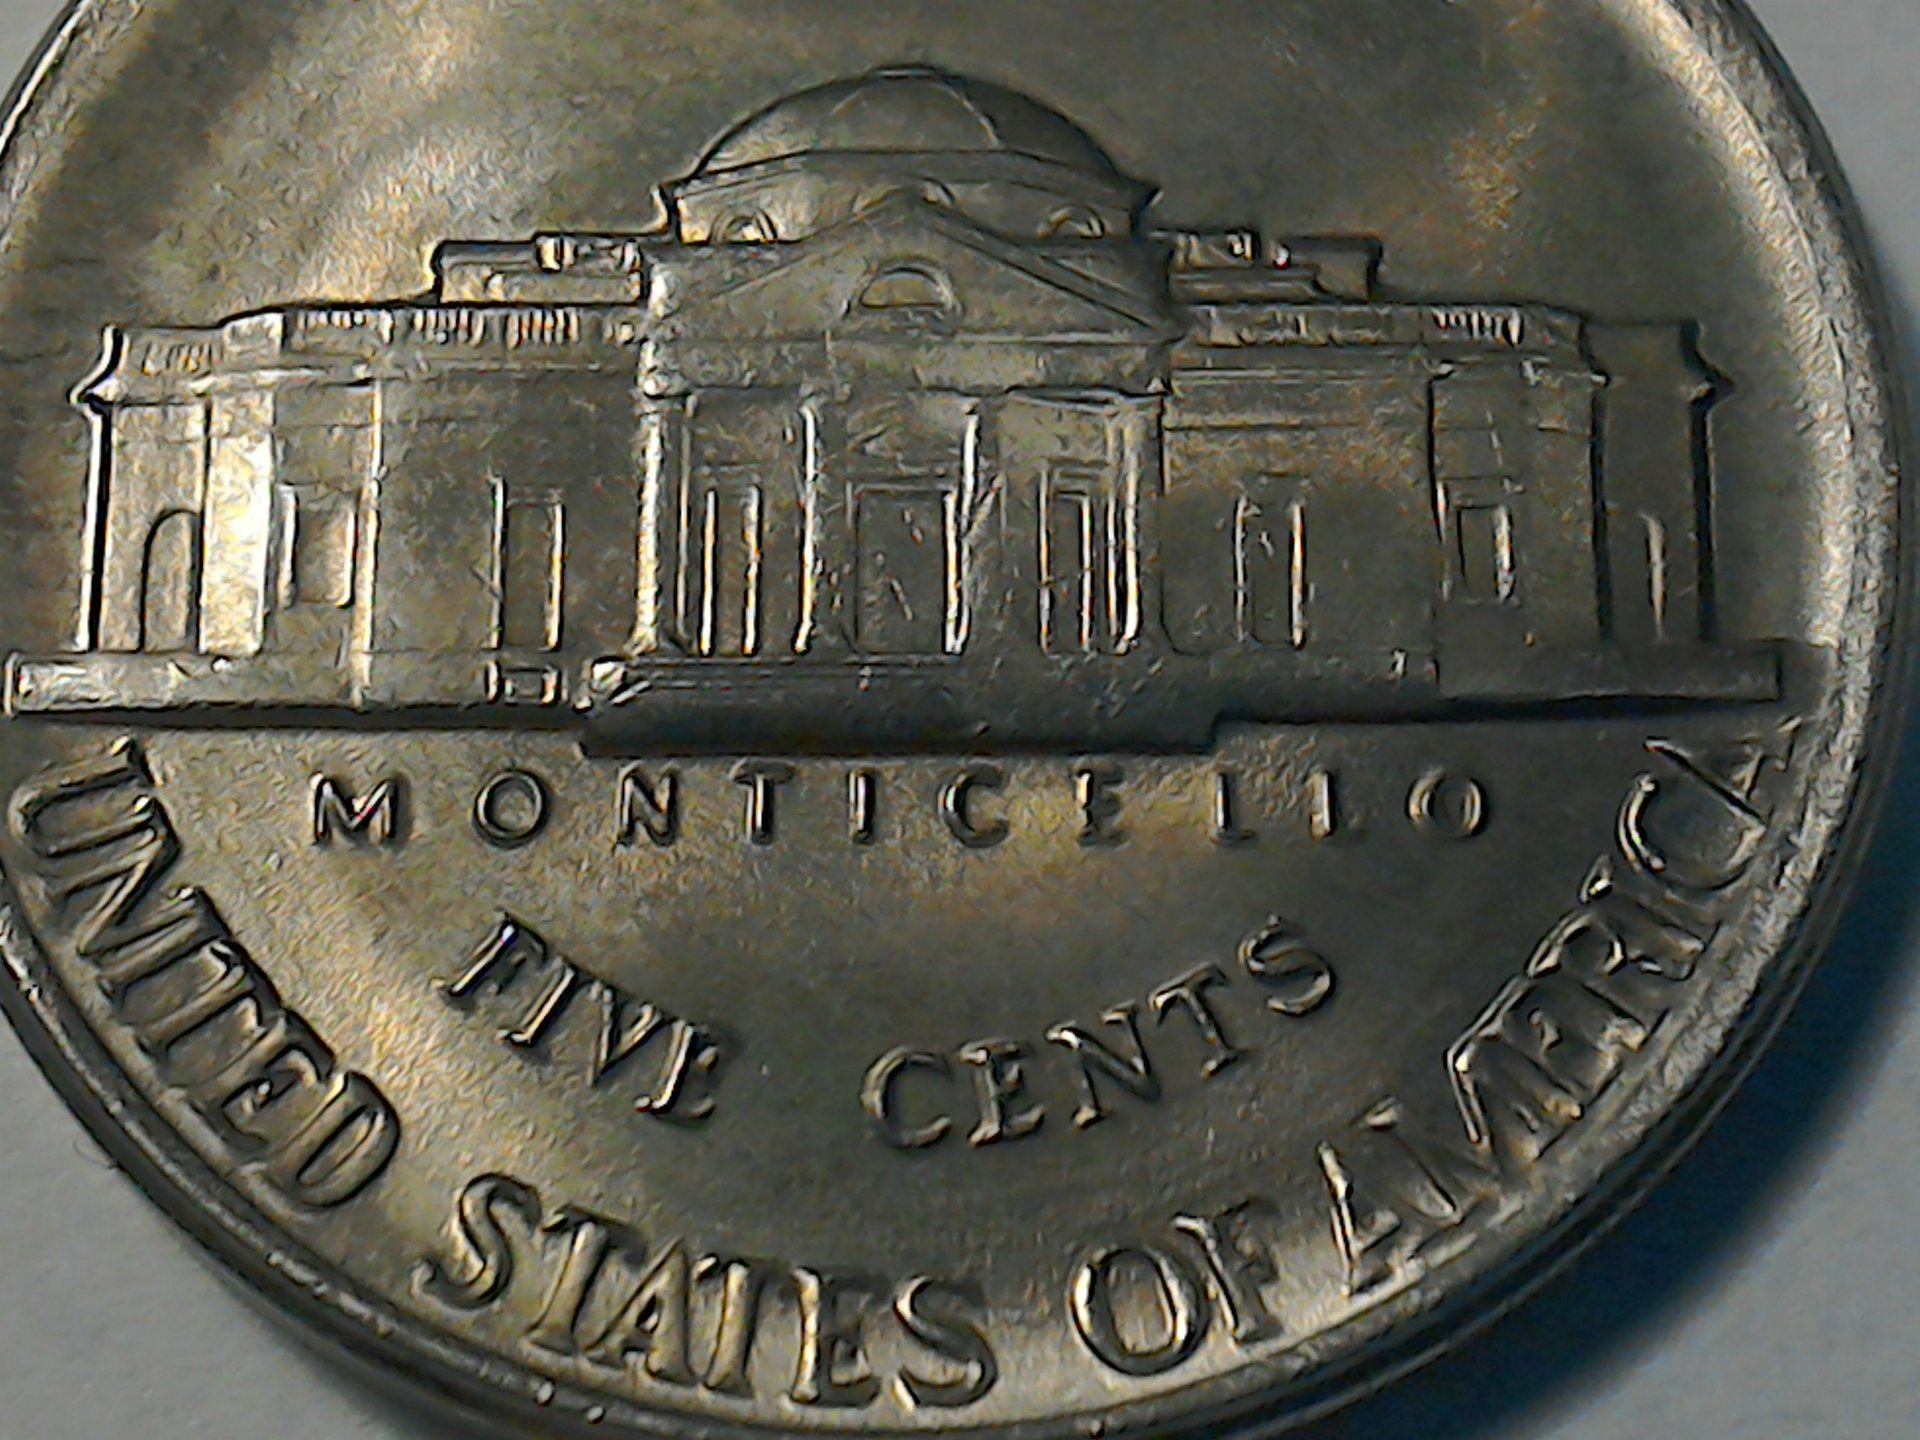 MONTICELLO
FIVE CENTS
UNITED STATES OF AMERICA